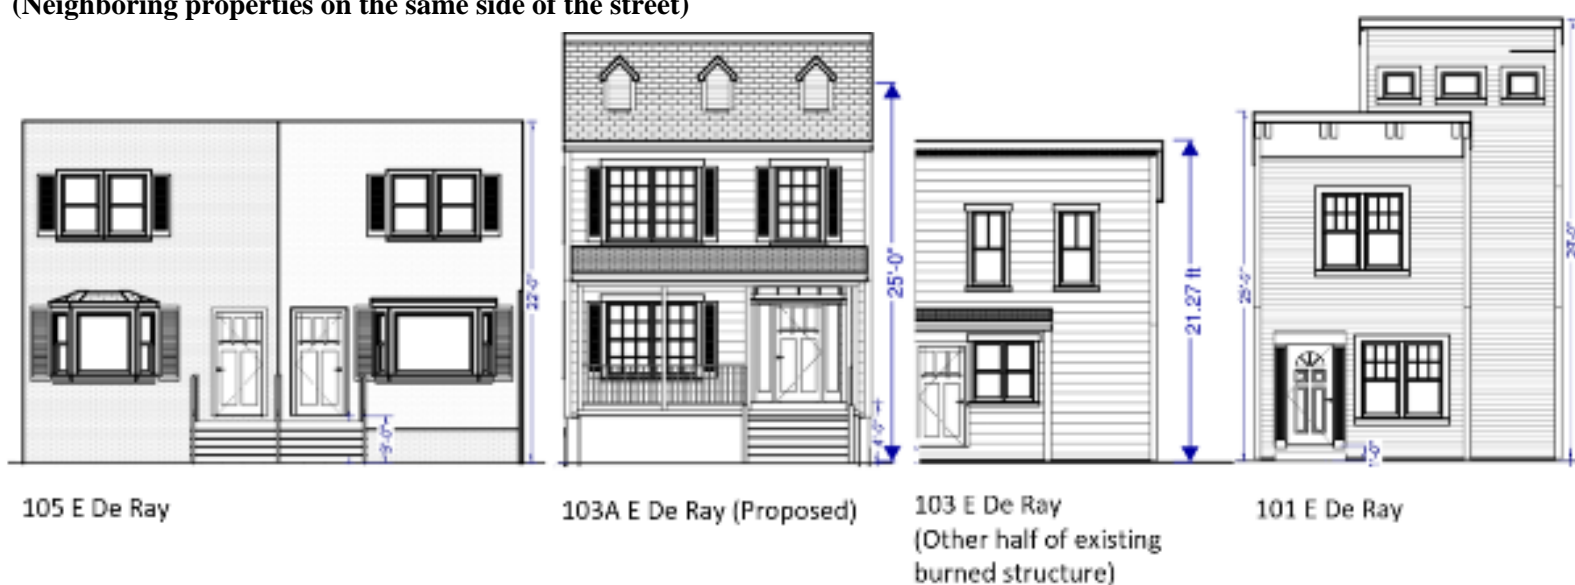 (Neighboring properties on the same side of the street)
22'-0"
3'-0"
25'-0"
4'-0"
21.27 ft
105 E De Ray
103A E De Ray (Proposed)
103 E De Ray
(Other half of existing
burned structure)
101 E De Ray